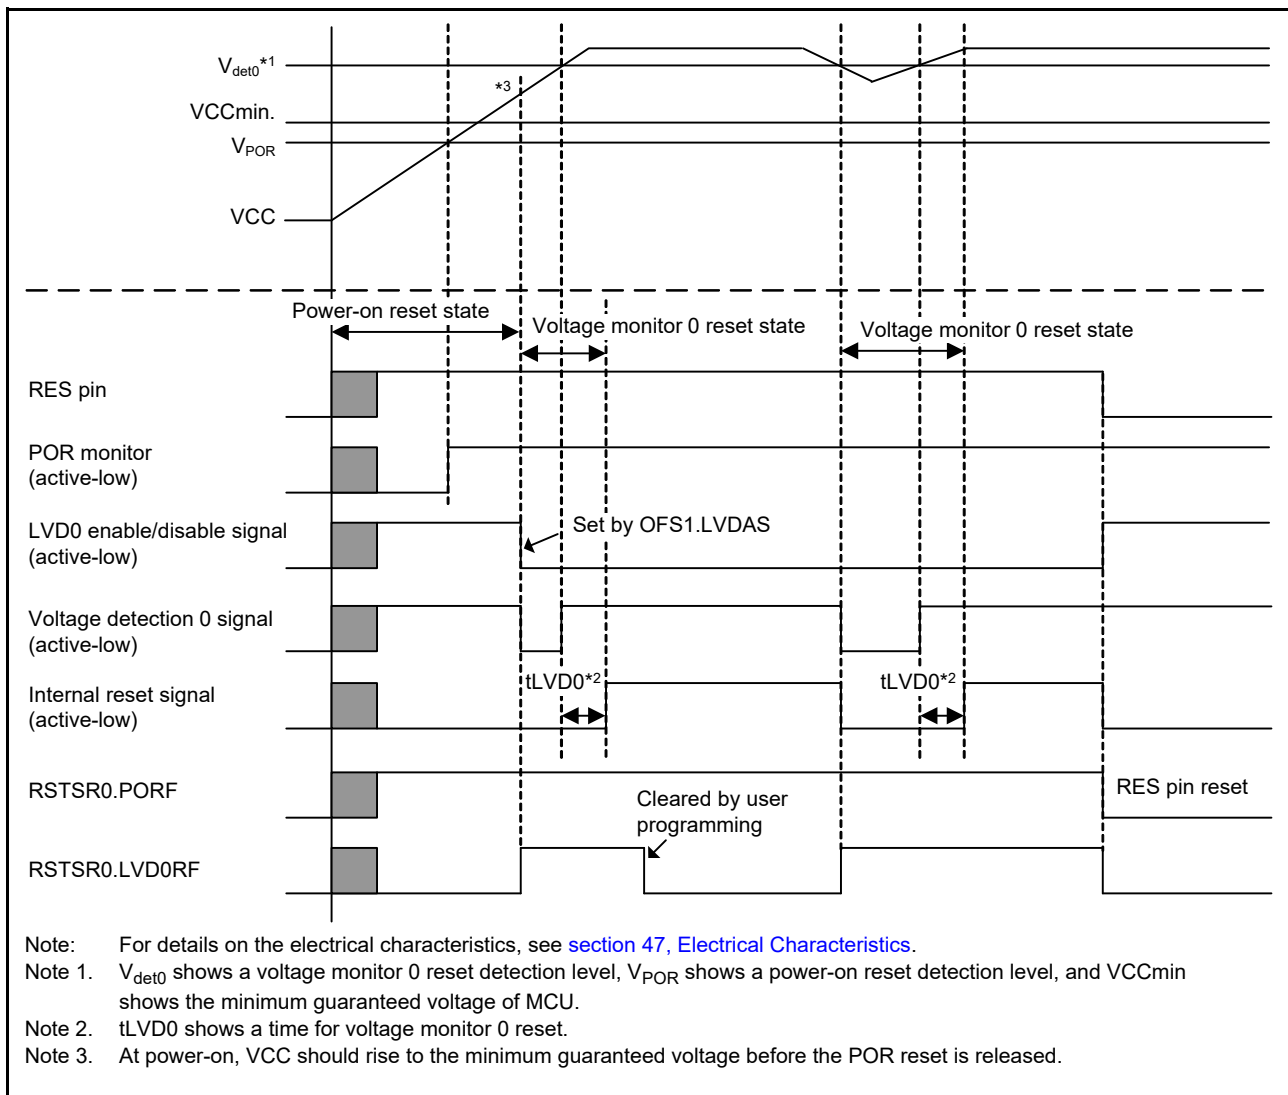 Vdet0*1
*3
VCCmin.
VPOR
VCC
Power-on reset state
Voltage monitor 0 reset state
Voltage monitor 0 reset state
RES pin
POR monitor
(active-low)
LVD0 enable/disable signal
(active-low)
Set by OFS1.LVDAS
Voltage detection 0 signal
(active-low)
Internal reset signal
(active-low)
tLVD0*2
tLVD0*2
RSTSR0.PORF
RES pin reset
Cleared by user
programming
RSTSR0.LVD0RF
Note: For details on the electrical characteristics, see section 47, Electrical Characteristics.
Note 1. Vdet0 shows a voltage monitor 0 reset detection level, VPOR shows a power-on reset detection level, and VCCmin
shows the minimum guaranteed voltage of MCU.
Note 2. tLVD0 shows a time for voltage monitor 0 reset.
Note 3. At power-on, VCC should rise to the minimum guaranteed voltage before the POR reset is released.